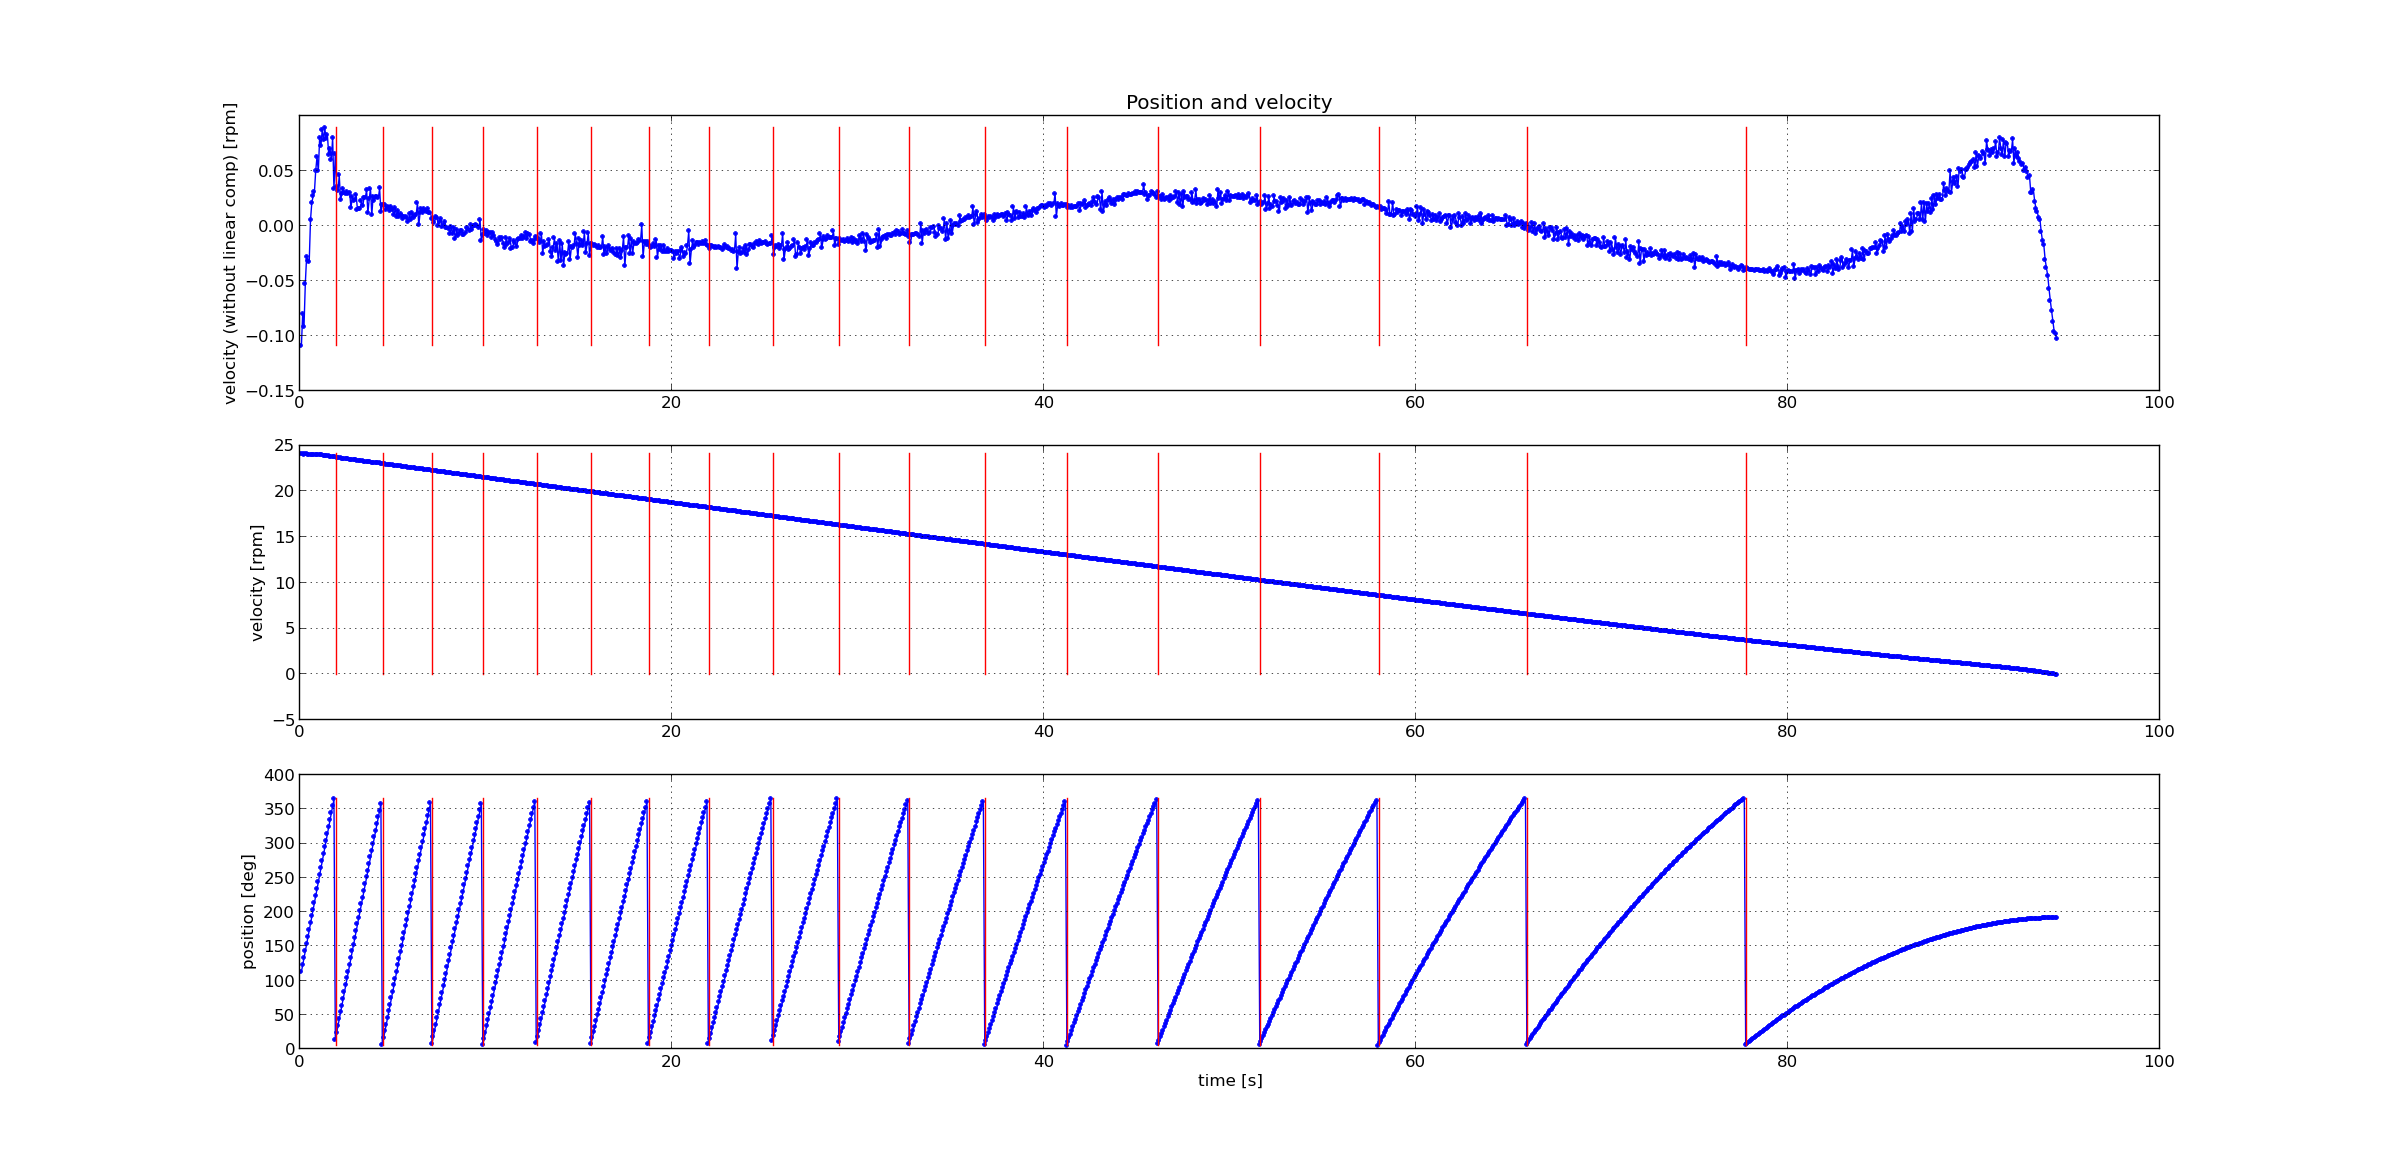 Position and velocity
velocity (without linear comp) [rpm]
0.05
0.00
−0.05
−0.10
−0.15
0 20 40 60 80 100
velocity [rpm]
25
20
15
10
5
0
−5
0 20 40 60 80 100
position [deg]
400
350
300
250
200
150
100
50
0
0 20 40 60 80 100
time [s]